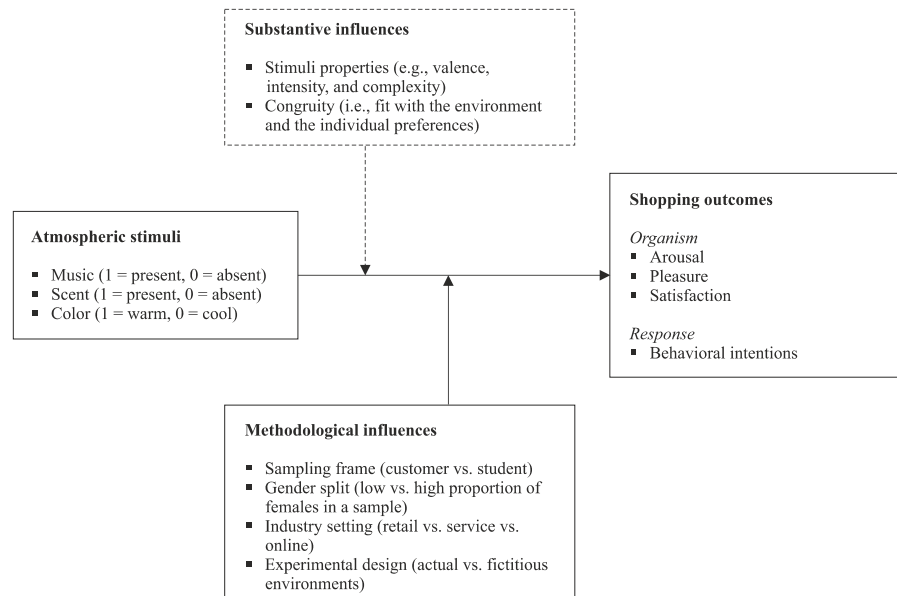 Substantive influences
▪ Stimuli properties (e.g., valence,
intensity, and complexity)
▪ Congruity (i.e., fit with the environment
and the individual preferences)
Atmospheric stimuli
▪ Music (1 = present, 0 = absent)
▪ Scent (1 = present, 0 = absent)
▪ Color (1 = warm, 0 = cool)
Shopping outcomes
Organism
▪ Arousal
▪ Pleasure
▪ Satisfaction
Response
▪ Behavioral intentions
Methodological influences
▪ Sampling frame (customer vs. student)
▪ Gender split (low vs. high proportion of
females in a sample)
▪ Industry setting (retail vs. service vs.
online)
▪ Experimental design (actual vs. fictitious
environments)